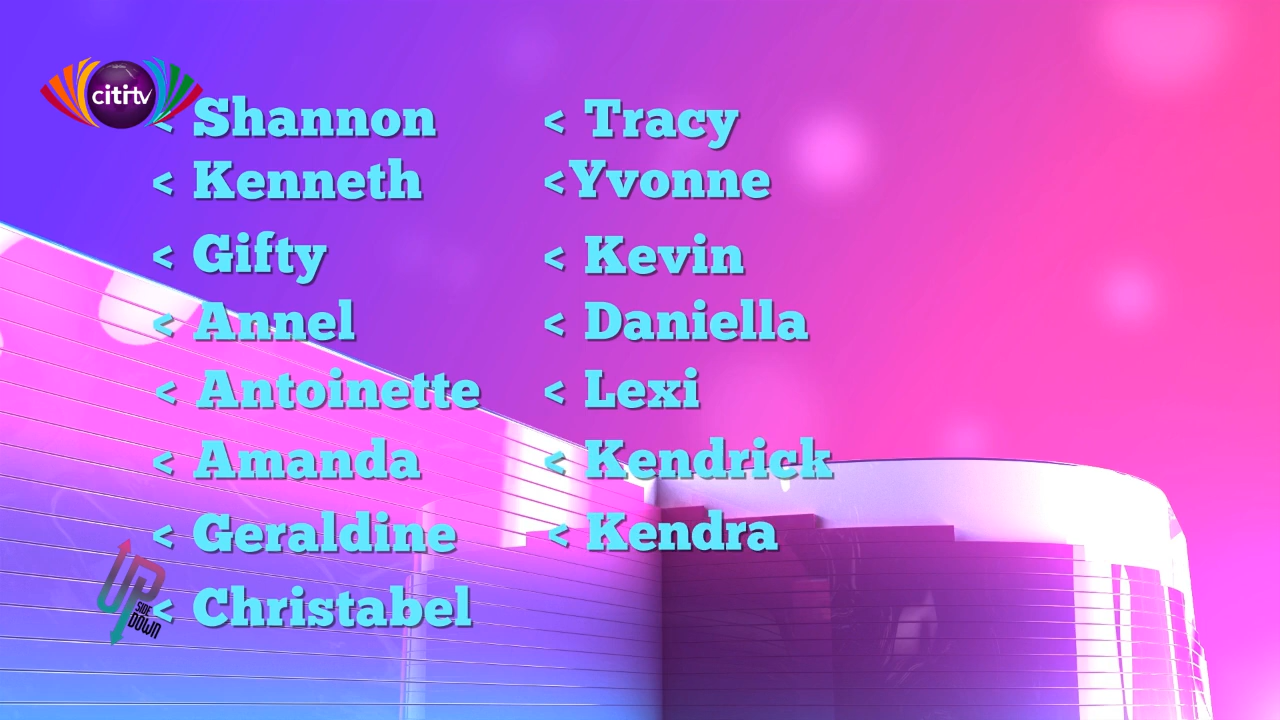 citi tv
< Shannon
< Kenneth
< Gifty
< Annel
< Antoinette
< Amanda
< Geraldine
< Christabel
< Tracy
<Yvonne
< Kevin
< Daniella
< Lexi
< Kendrick
< Kendra
UP
SIDE
DOWN